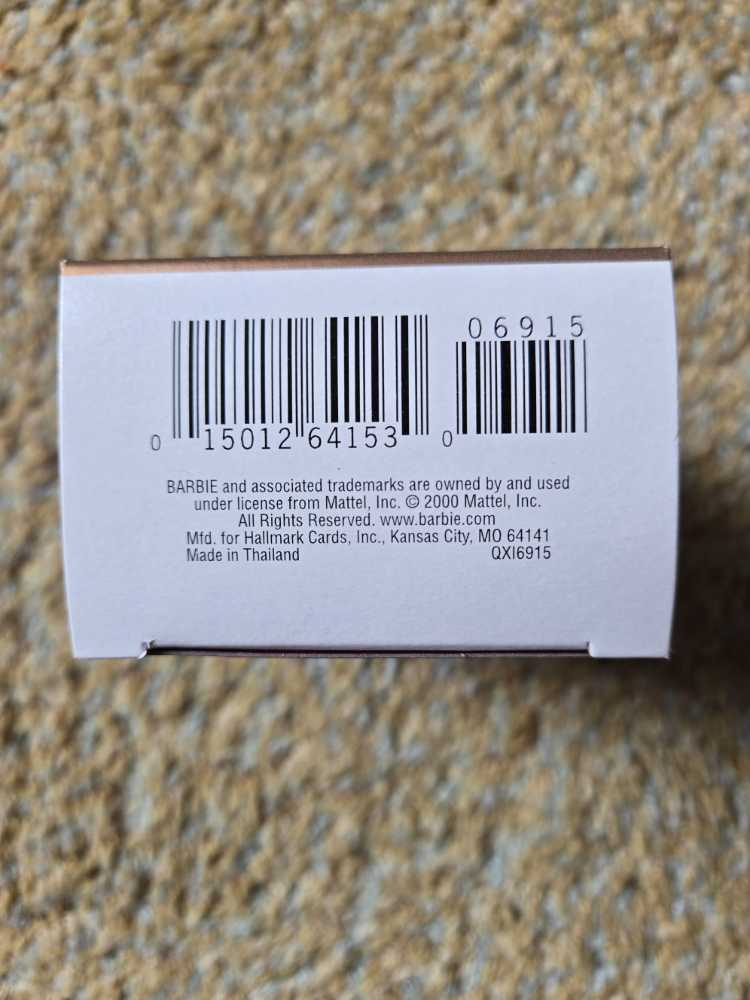 06915
0 15012 64153 0
BARBIE and associated trademarks are owned by and used
under license from Mattel, Inc. © 2000 Mattel, Inc.
All Rights Reserved. www.barbie.com
Mfd. for Hallmark Cards, Inc., Kansas City, MO 64141
Made in Thailand QXI6915